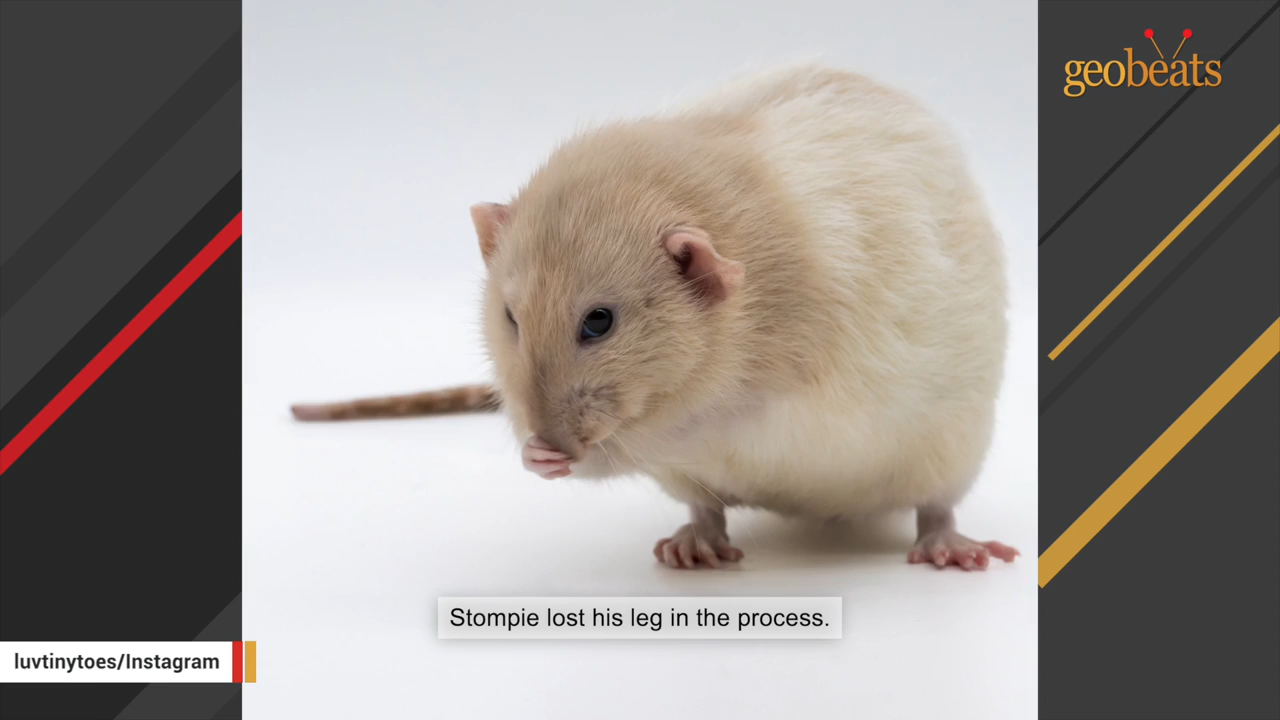 geobeats
Stompie lost his leg in the process.
luvtinytoes/Instagram